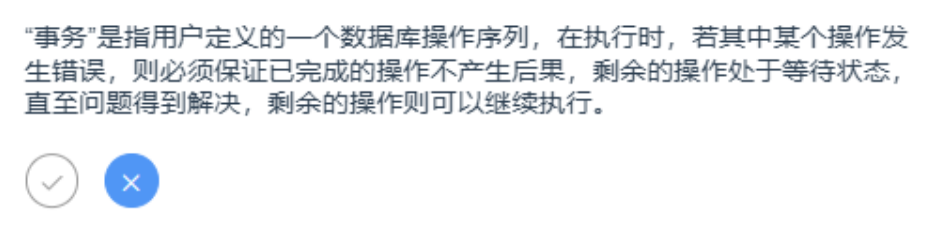 “事务”是指用户定义的一个数据库操作序列，在执行时，若其中某个操作发
生错误，则必须保证已完成的操作不产生后果，剩余的操作处于等待状态，
直至问题得到解决，剩余的操作则可以继续执行。